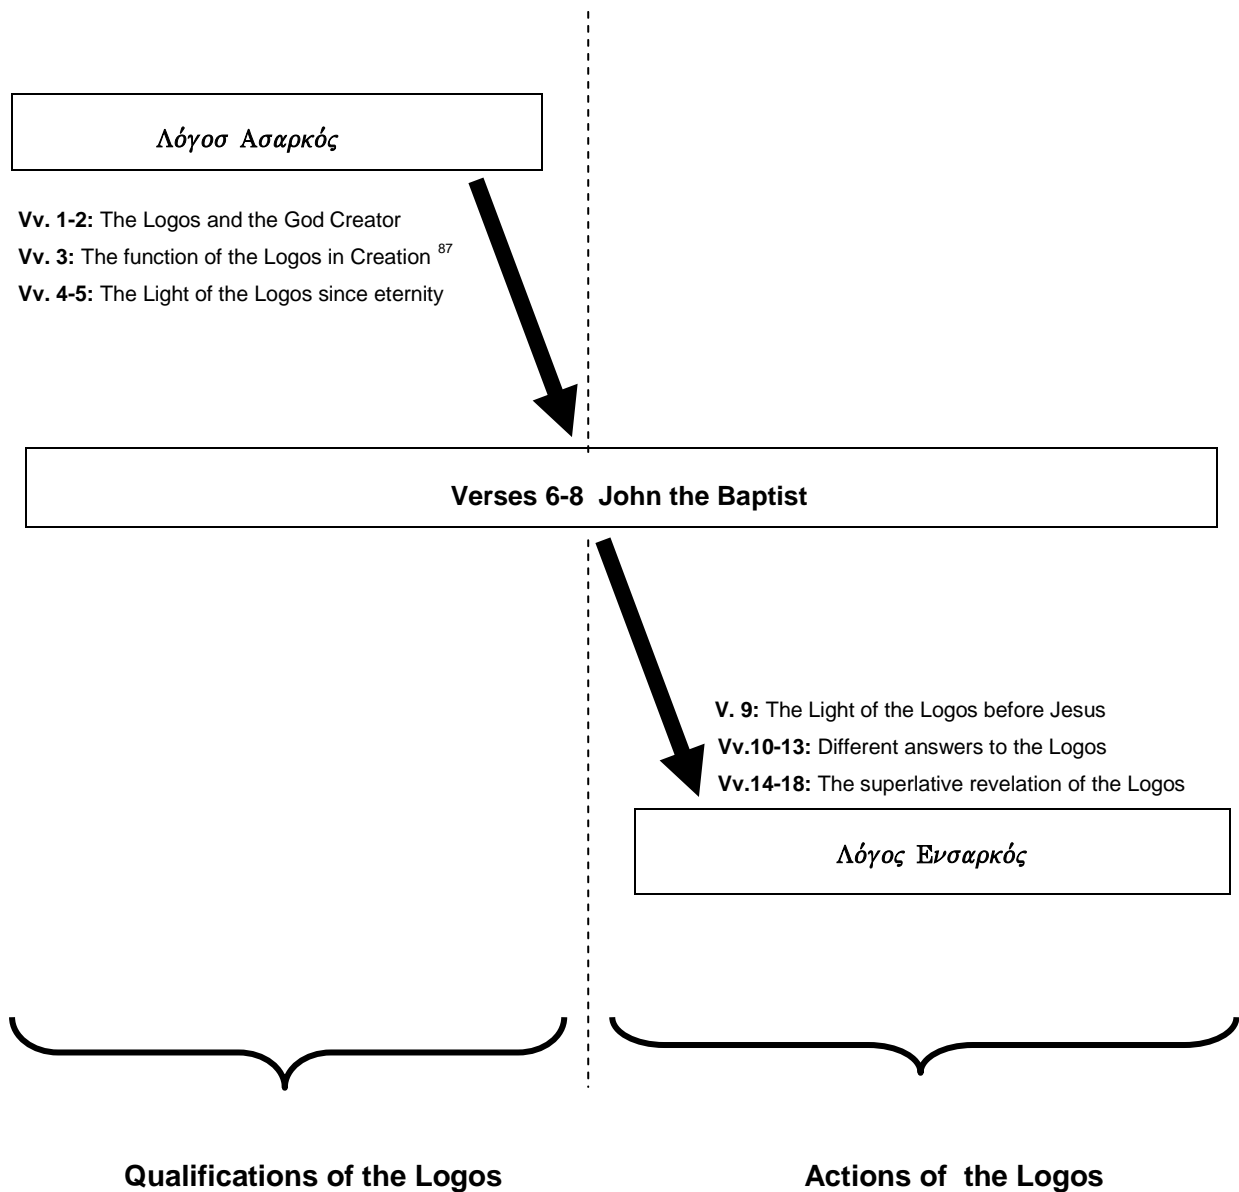 Λόγοσ Ασαρκός
Vv. 1-2: The Logos and the God Creator
Vv. 3: The function of the Logos in Creation 87
Vv. 4-5: The Light of the Logos since eternity
Verses 6-8 John the Baptist
V. 9: The Light of the Logos before Jesus
Vv.10-13: Different answers to the Logos
Vv.14-18: The superlative revelation of the Logos
Λόγος Ενσαρκός
Qualifications of the Logos
Actions of the Logos